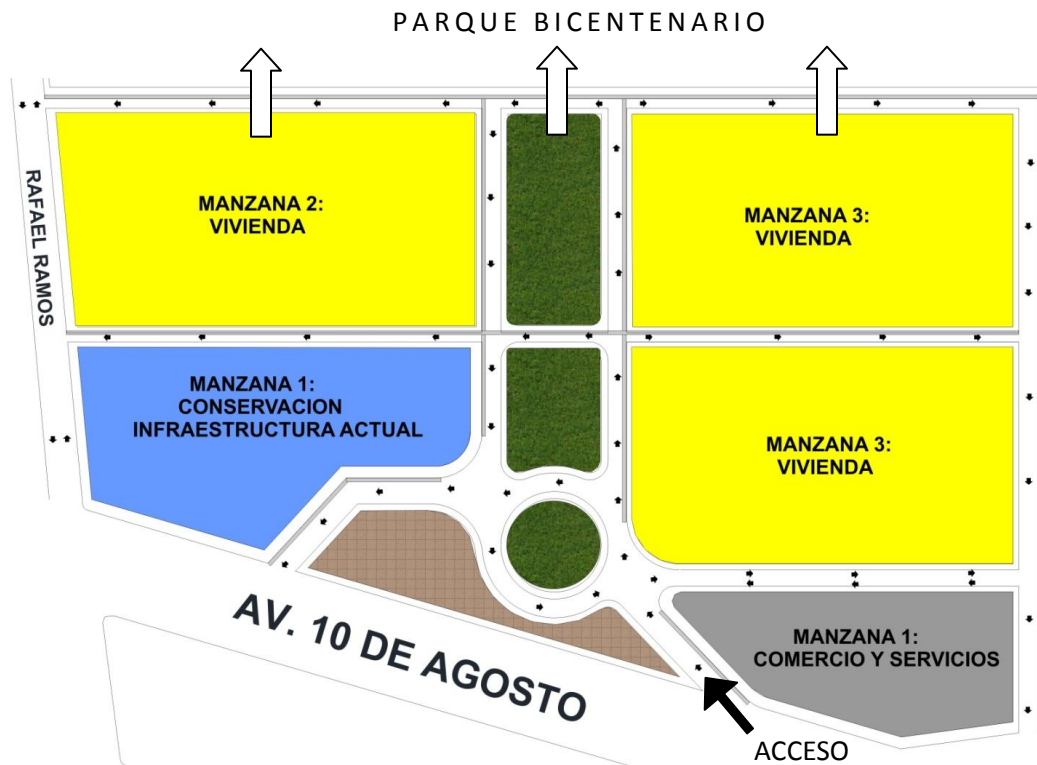 PARQUE BICENTENARIO
RAFAEL RAMOS
MANZANA 2:
VIVIENDA
MANZANA 3:
VIVIENDA
MANZANA 1:
CONSERVACION
INFRAESTRUCTURA ACTUAL
MANZANA 3:
VIVIENDA
AV. 10 DE AGOSTO
MANZANA 1:
COMERCIO Y SERVICIOS
ACCESO